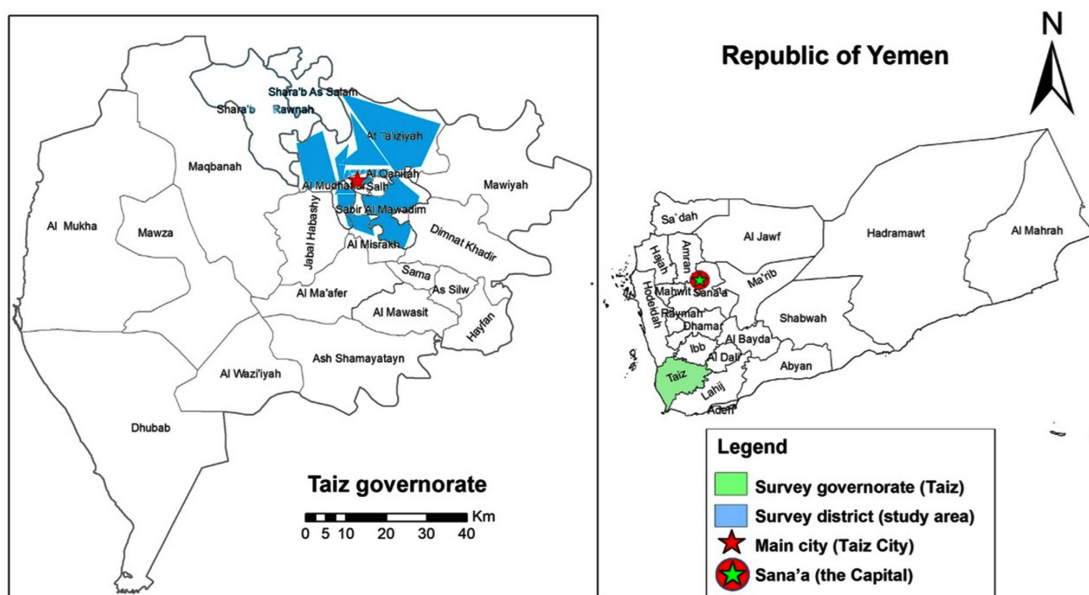 Shara'b As Salam
Shara'b Rawnah
At Ta'iziyah
Maqbanah
Al Qahirah
Al Mudhaffar
Salh
Mawiyah
Al Mukha
Mawza
Jabal Habashy
Sabir Al Mawadim
Al Misrakh
Dimnat Khadir
Sama
As Silw
Al Ma'afer
Al Mawasit
Hayfan
Ash Shamayatayn
Al Wazi'iyah
Dhubab
Taiz governorate
Km
0 5 10 20 30 40
Republic of Yemen
N
Sa`dah
Al Jawf
Hadramawt
Al Mahrah
Hajah
Amran
Ma'rib
Mahwit
Sana'a
Hodeidah
Raymah
Dhamar
Shabwah
Ibb
Al Bayda
Al Dali
Abyan
Taiz
Lahij
Aden
Legend
Survey governorate (Taiz)
Survey district (study area)
Main city (Taiz City)
Sana'a (the Capital)